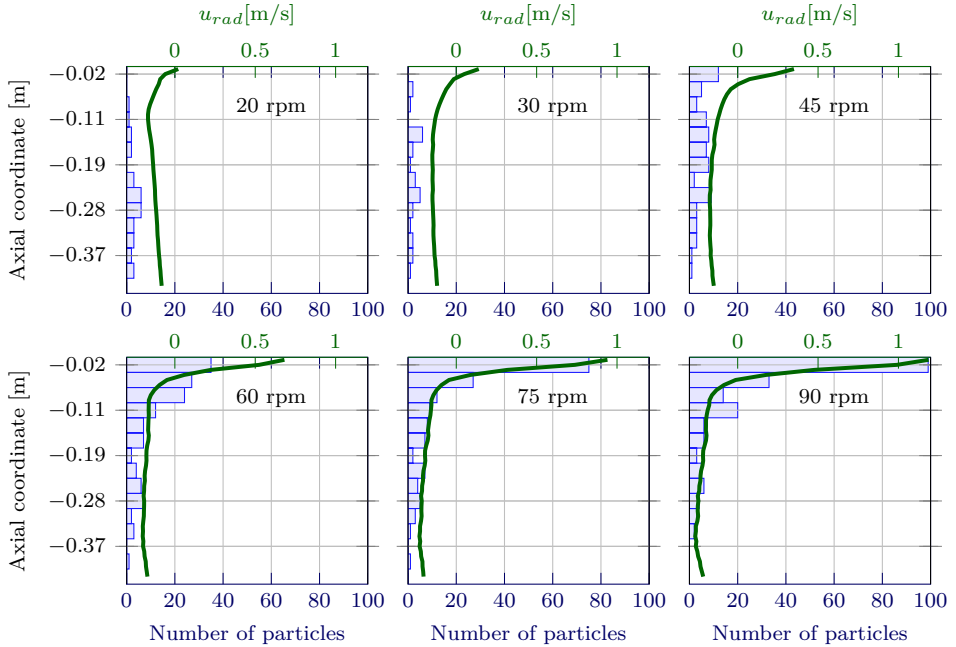 u_rad[m/s] u_rad[m/s] u_rad[m/s]
0 0.5 1 0 0.5 1 0 0.5 1
−0.02
−0.11
−0.19
−0.28
−0.37
Axial coordinate [m]
20 rpm 30 rpm 45 rpm
0 20 40 60 80 100 0 20 40 60 80 100 0 20 40 60 80 100
0 0.5 1 0 0.5 1 0 0.5 1
−0.02
−0.11
−0.19
−0.28
−0.37
Axial coordinate [m]
60 rpm 75 rpm 90 rpm
0 20 40 60 80 100 0 20 40 60 80 100 0 20 40 60 80 100
Number of particles Number of particles Number of particles